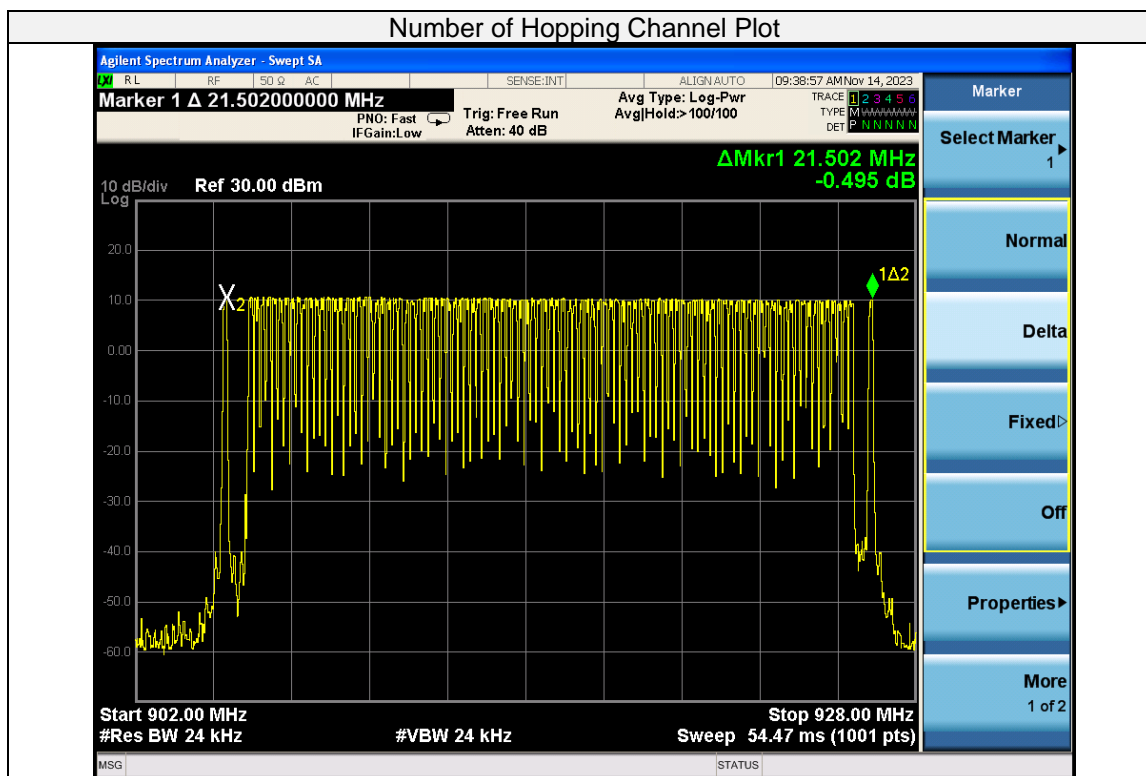 Number of Hopping Channel Plot
Agilent Spectrum Analyzer - Swept SA
LXI RL RF 50 Ω AC SENSE:INT ALIGN AUTO 09:38:57 AM Nov 14, 2023
Marker 1 Δ 21.502000000 MHz
PNO: Fast
IFGain:Low
Trig: Free Run
Atten: 40 dB
Avg Type: Log-Pwr
Avg|Hold:>100/100
TRACE 1 2 3 4 5 6
TYPE M
DET P N N N N N
Marker
Select Marker
1
ΔMkr1 21.502 MHz
-0.495 dB
10 dB/div
Log
Ref 30.00 dBm
20.0
10.0
0.00
-10.0
-20.0
-30.0
-40.0
-50.0
-60.0
X2
1Δ2
Normal
Delta
Fixed
Off
Properties
More
1 of 2
Start 902.00 MHz
Stop 928.00 MHz
#Res BW 24 kHz
#VBW 24 kHz
Sweep 54.47 ms (1001 pts)
MSG
STATUS